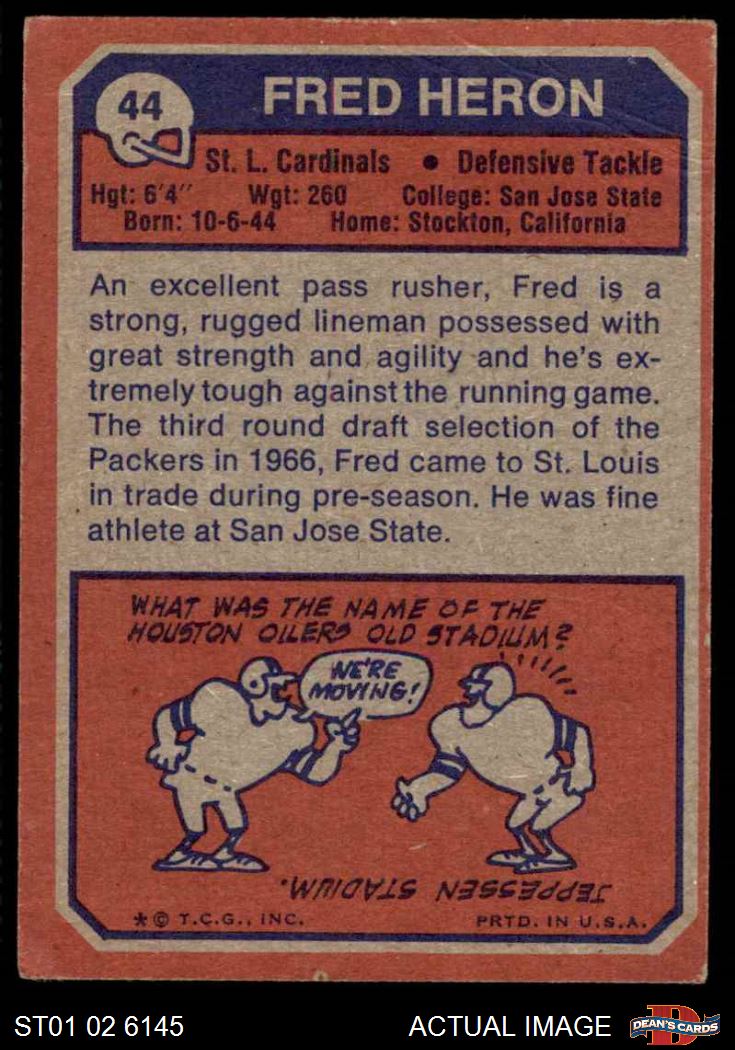 44
FRED HERON
St. L. Cardinals • Defensive Tackle
Hgt: 6'4" Wgt: 260 College: San Jose State
Born: 10-6-44 Home: Stockton, California
An excellent pass rusher, Fred is a
strong, rugged lineman possessed with
great strength and agility and he's ex-
tremely tough against the running game.
The third round draft selection of the
Packers in 1966, Fred came to St. Louis
in trade during pre-season. He was fine
athlete at San Jose State.
WHAT WAS THE NAME OF THE
HOUSTON OILERS OLD STADIUM?
WE'RE
MOVING!
JEPPESSEN STADIUM.
* © T.C.G., INC. PRTD. IN U.S.A.
ST01 02 6145 ACTUAL IMAGE DEAN'S CARDS